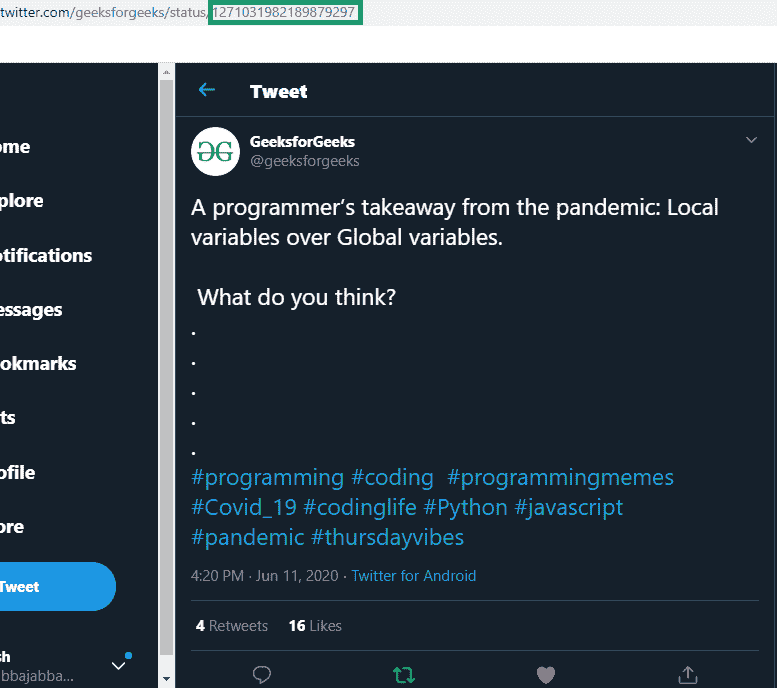 twitter.com/geeksforgeeks/status/1271031982189879297
Tweet
GeeksforGeeks
@geeksforgeeks
A programmer’s takeaway from the pandemic: Local
variables over Global variables.
What do you think?
.
.
.
.
.
#programming #coding #programmingmemes
#Covid_19 #codinglife #Python #javascript
#pandemic #thursdayvibes
4:20 PM · Jun 11, 2020 · Twitter for Android
4 Retweets 16 Likes
ome
plore
otifications
essages
okmarks
ts
ofile
ore
Tweet
sh
bbajabba...